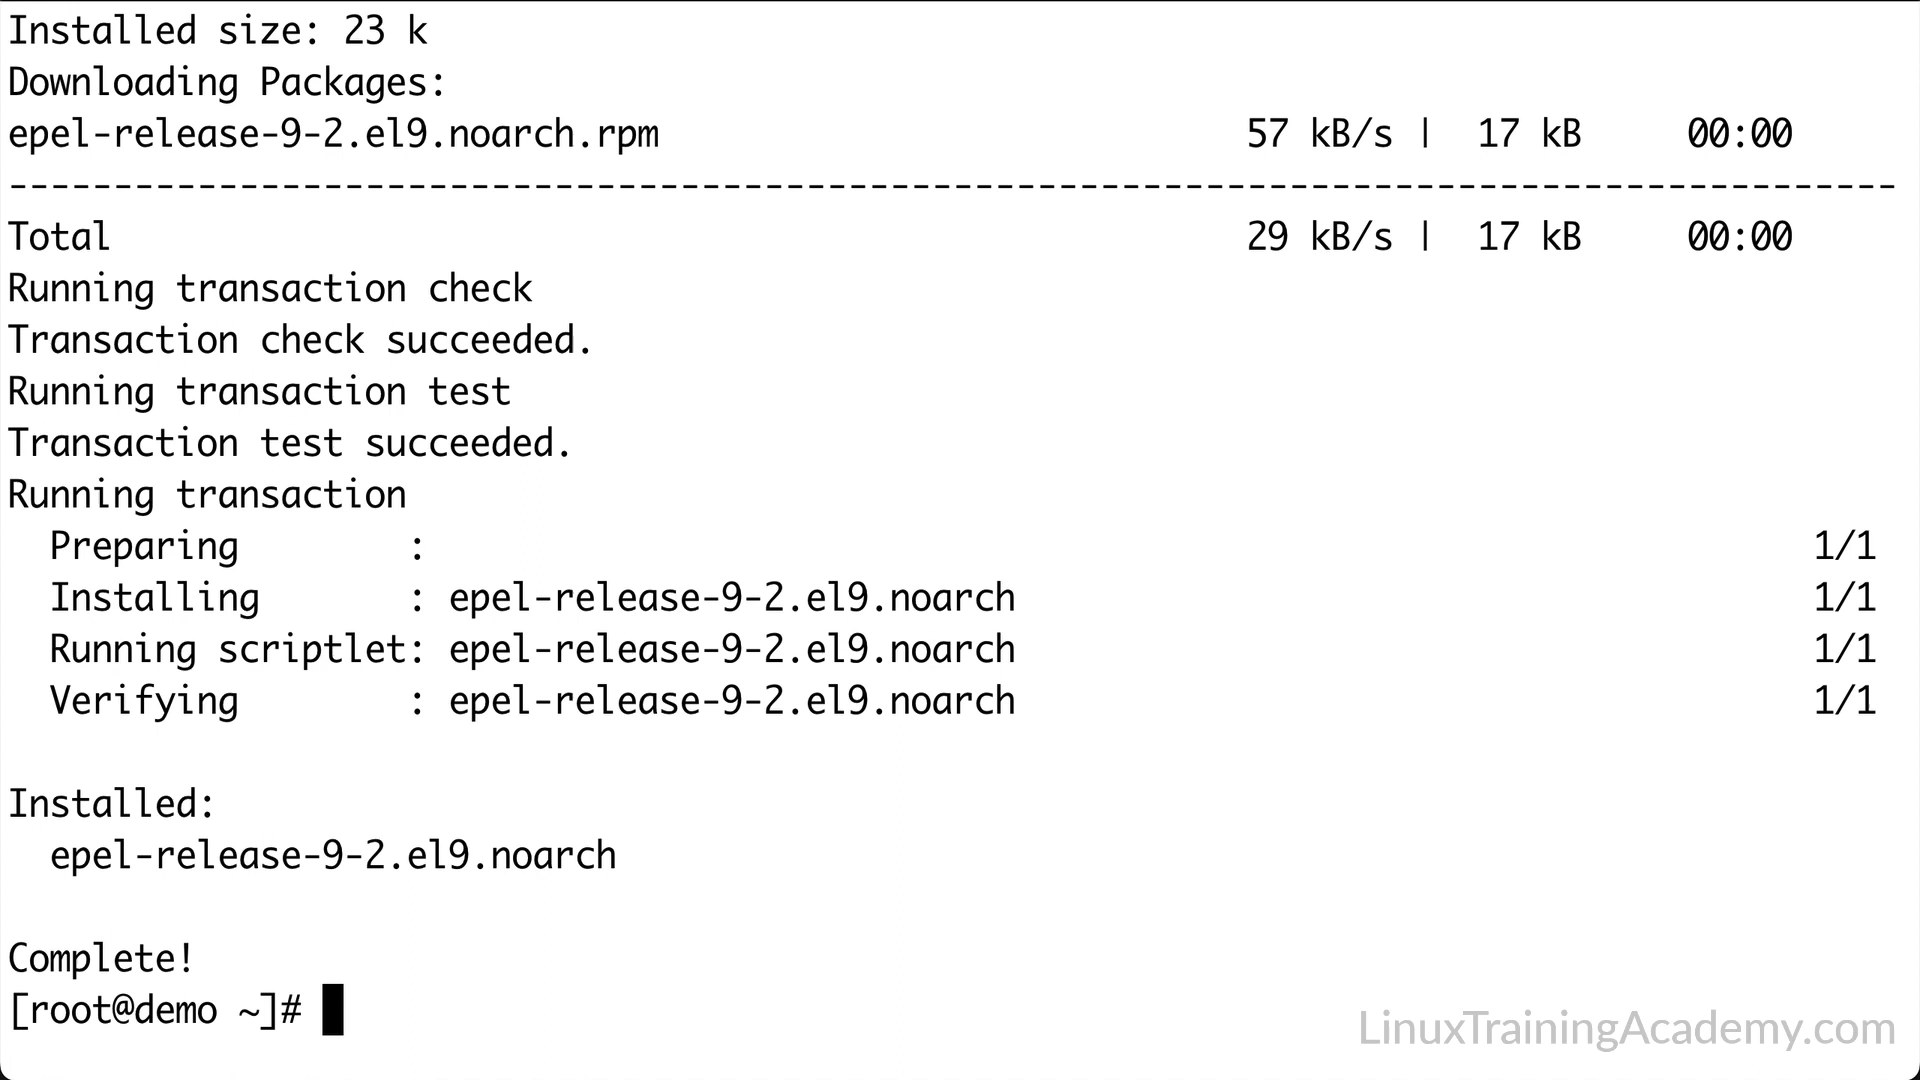 Installed size: 23 k
Downloading Packages:
epel-release-9-2.el9.noarch.rpm                            57 kB/s |  17 kB     00:00
------------------------------------------------------------------------------------------
Total                                                      29 kB/s |  17 kB     00:00
Running transaction check
Transaction check succeeded.
Running transaction test
Transaction test succeeded.
Running transaction
  Preparing        :                                                                  1/1
  Installing       : epel-release-9-2.el9.noarch                                      1/1
  Running scriptlet: epel-release-9-2.el9.noarch                                      1/1
  Verifying        : epel-release-9-2.el9.noarch                                      1/1

Installed:
  epel-release-9-2.el9.noarch

Complete!
[root@demo ~]#
LinuxTrainingAcademy.com